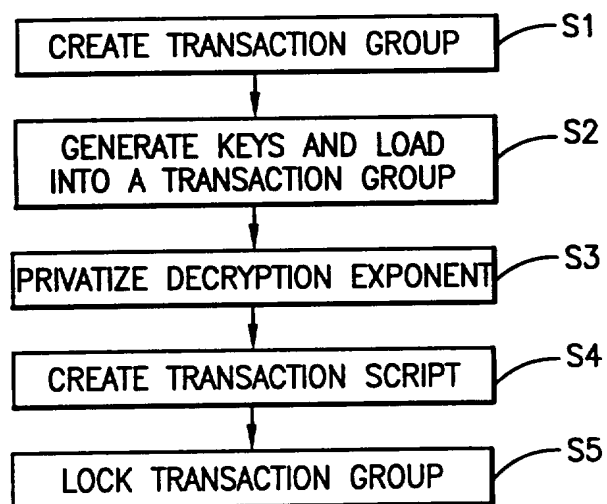 CREATE TRANSACTION GROUP
S1
GENERATE KEYS AND LOAD
INTO A TRANSACTION GROUP
S2
PRIVATIZE DECRYPTION EXPONENT
S3
CREATE TRANSACTION SCRIPT
S4
LOCK TRANSACTION GROUP
S5